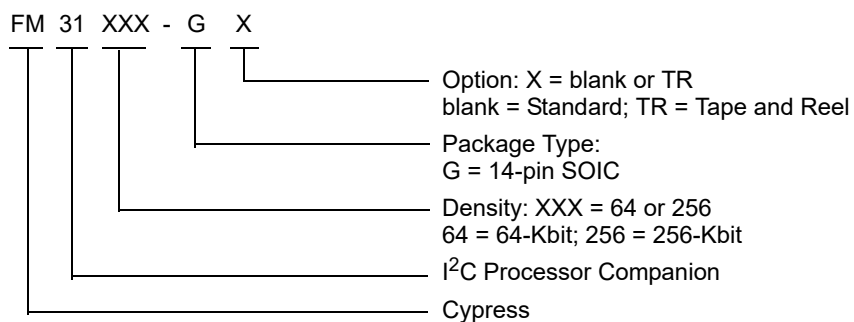 FM 31 XXX - G X
Option: X = blank or TR
blank = Standard; TR = Tape and Reel
Package Type:
G = 14-pin SOIC
Density: XXX = 64 or 256
64 = 64-Kbit; 256 = 256-Kbit
I²C Processor Companion
Cypress